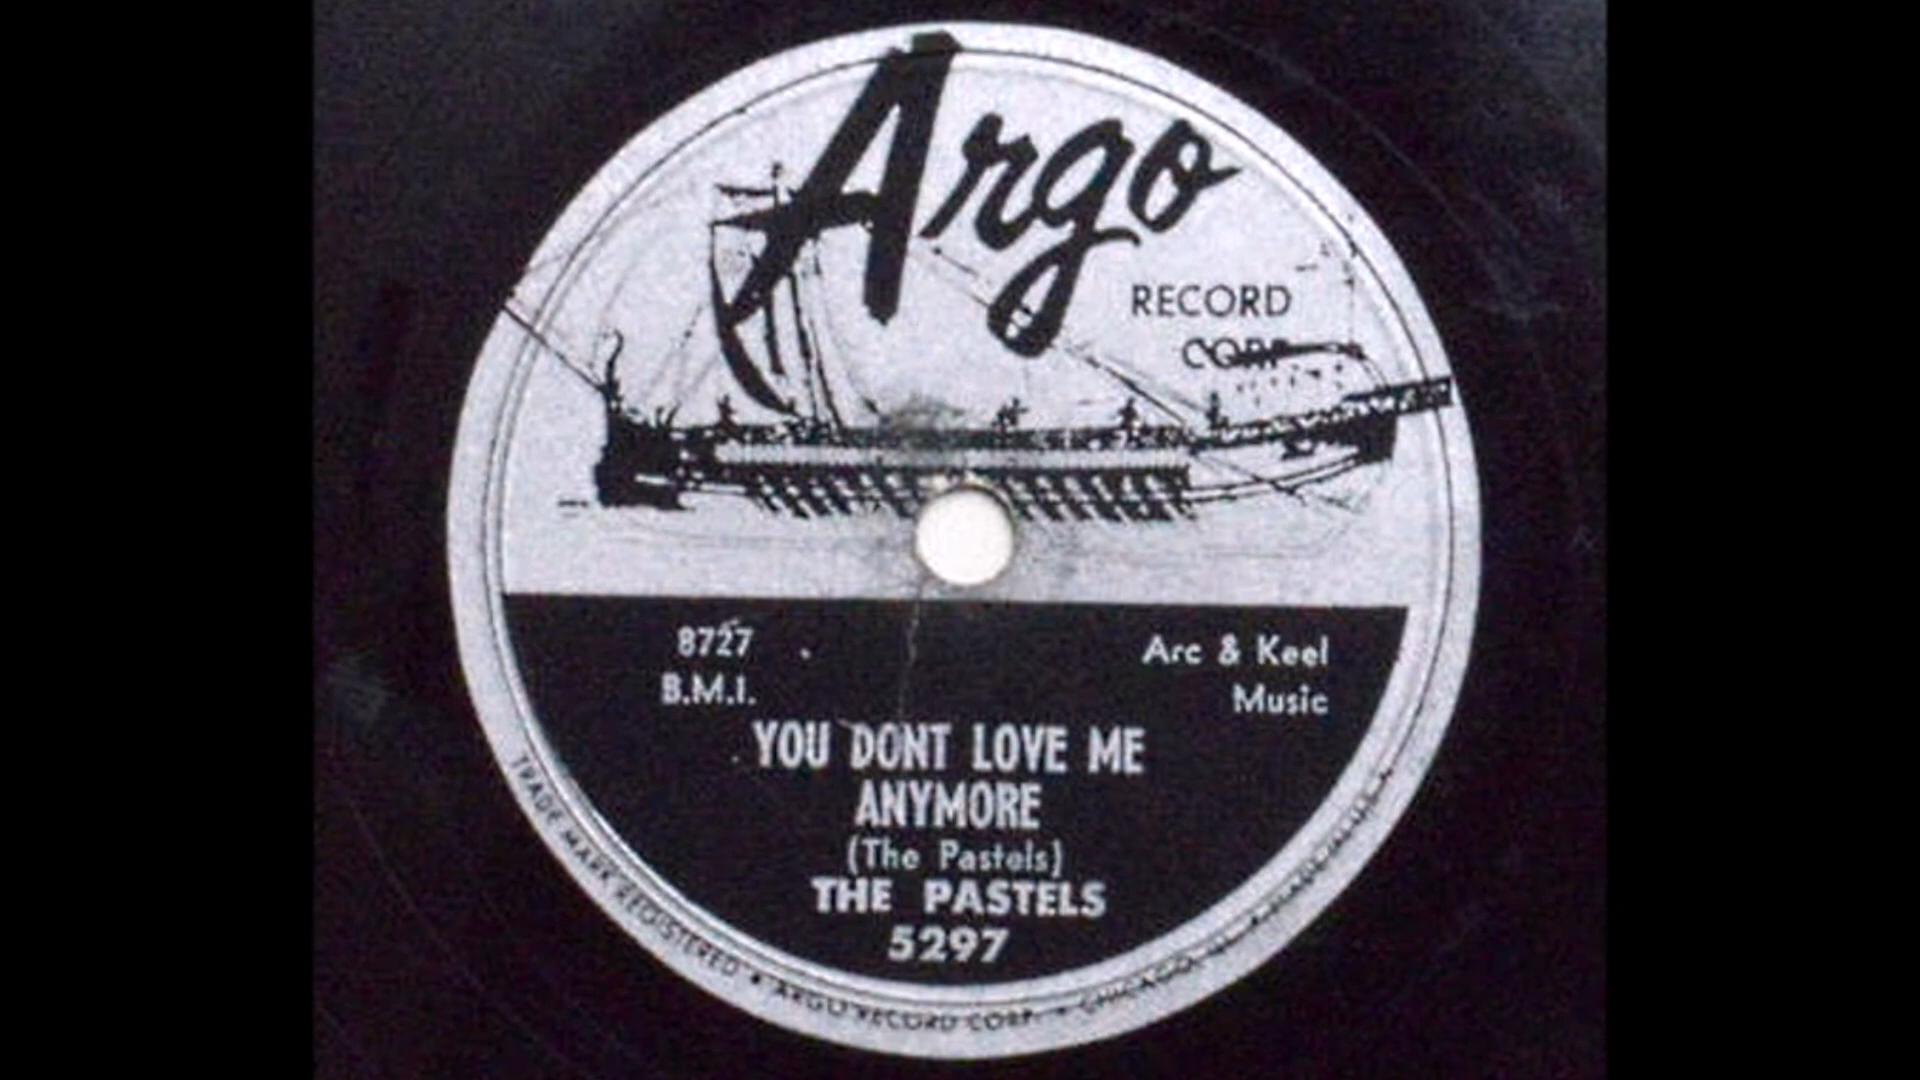 Argo
RECORD
CORP
8727
B.M.I.
Arc & Keel
Music
YOU DONT LOVE ME
ANYMORE
(The Pastels)
THE PASTELS
5297
TRADE MARK REGISTERED • ARGO RECORD CORP. • CHICAGO, ILL.